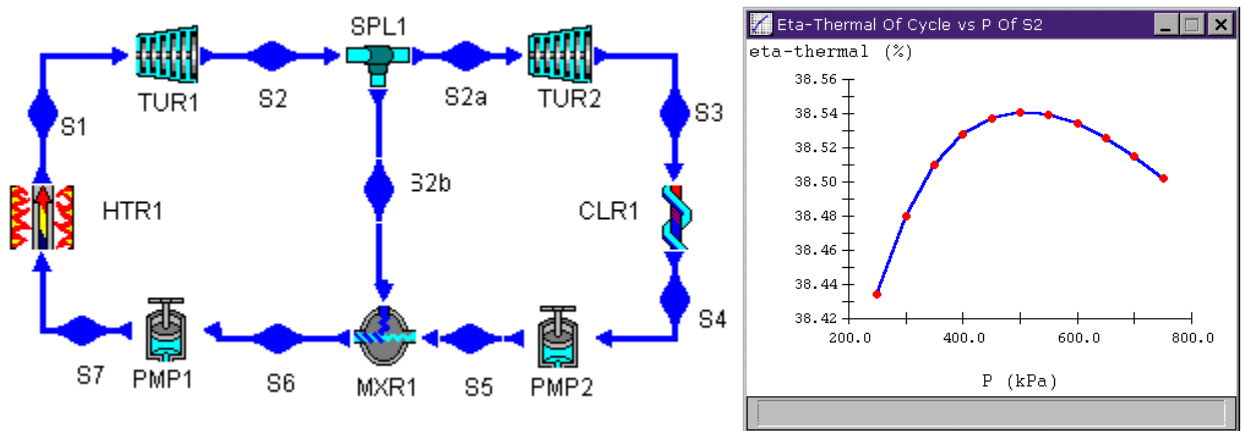 SPL1
TUR1
S2
S2a
TUR2
S1
S3
HTR1
S2b
CLR1
S4
S7
PMP1
S6
MXR1
S5
PMP2
Eta-Thermal Of Cycle vs P Of S2
eta-thermal (%)
38.56
38.54
38.52
38.50
38.48
38.46
38.44
38.42
200.0 400.0 600.0 800.0
P (kPa)